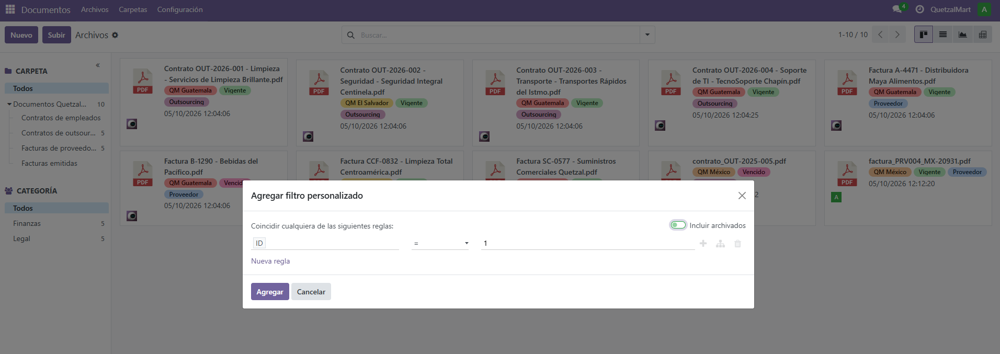 Documentos Archivos Carpetas Configuración 4 QuetzalMart A
Nuevo Subir Archivos Buscar... 1-10 / 10
CARPETA
Todos
Documentos Quetzal... 10
Contratos de empleados
Contratos de outsour... 5
Facturas de proveedo... 5
Facturas emitidas
CATEGORÍA
Todos
Finanzas 5
Legal 5
PDF
Contrato OUT-2026-001 - Limpieza
- Servicios de Limpieza Brillante.pdf
QM Guatemala Vigente
Outsourcing
05/10/2026 12:04:06
PDF
Contrato OUT-2026-002 -
Seguridad - Seguridad Integral
Centinela.pdf
QM El Salvador Vigente
Outsourcing
05/10/2026 12:04:06
PDF
Contrato OUT-2026-003 -
Transporte - Transportes Rápidos
del Istmo.pdf
QM Guatemala Vigente
Outsourcing
05/10/2026 12:04:06
PDF
Contrato OUT-2026-004 - Soporte
de TI - TecnoSoporte Chapín.pdf
QM Guatemala Vigente
Outsourcing
05/10/2026 12:04:25
PDF
Factura A-4471 - Distribuidora
Maya Alimentos.pdf
QM Guatemala Vigente
Proveedor
05/10/2026 12:04:06
PDF
Factura B-1290 - Bebidas del
Pacífico.pdf
QM Guatemala
Proveedor
05/10/2026 12:04:06
Factura CCF-0832 - Limpieza Total
Centroamérica.pdf
Factura SC-0577 - Suministros
Comerciales Quetzal.pdf
contrato_OUT-2025-005.pdf
QM México Vencido
2
PDF
factura_PRV004_MX-20931.pdf
QM México Vigente Proveedor
05/10/2026 12:12:20
A
Agregar filtro personalizado
Coincidir cualquiera de las siguientes reglas: Incluir archivados
ID = 1
Nueva regla
Agregar Cancelar